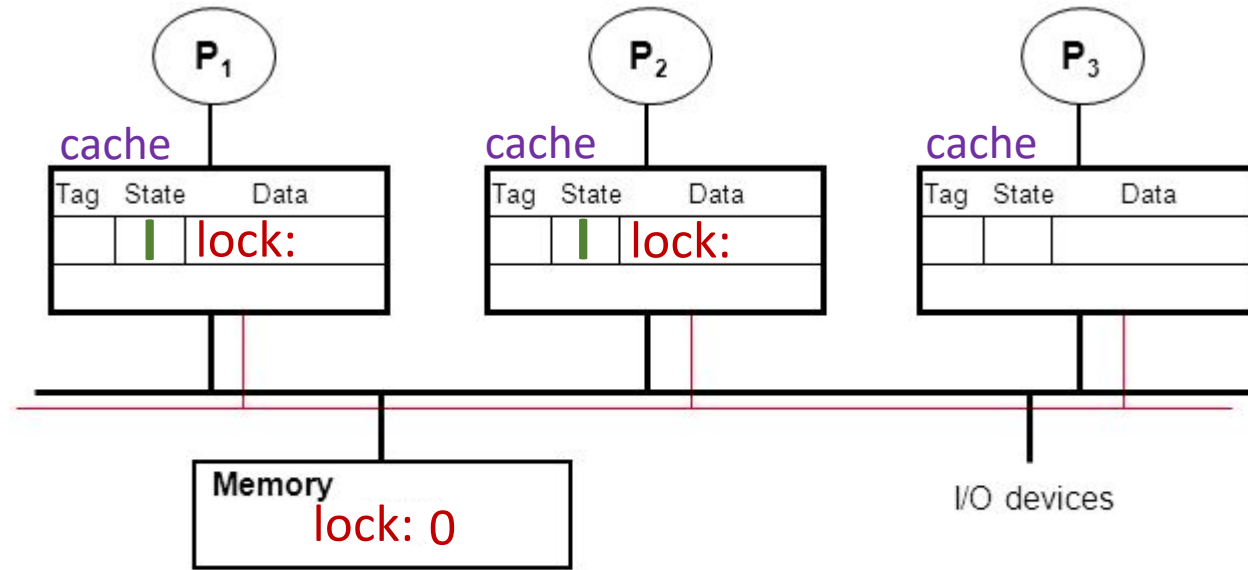 P1 P2 P3
cache cache cache
Tag State Data Tag State Data Tag State Data
I lock: I lock:
Memory
lock: 0
I/O devices